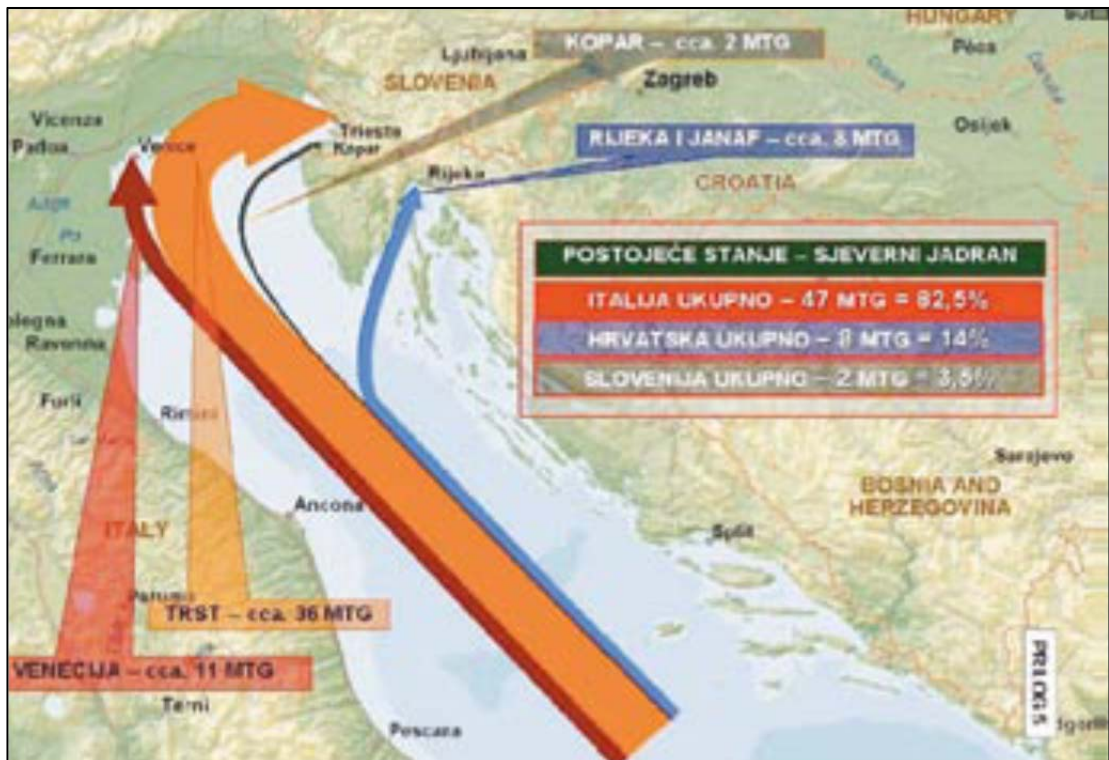 HUNGARY
KOPAR – cca. 2 MTG
Pécs
Ljubljana
SLOVENIA
Zagreb
Vicenza
Trieste
Osijek
Padoa
Venice
Kopar
RIJEKA I JANAF – cca. 8 MTG
Rijeka
CROATIA
Po
Ferrara
POSTOJEĆE STANJE – SJEVERNI JADRAN
ITALIJA UKUPNO – 47 MTG = 82,5%
HRVATSKA UKUPNO – 8 MTG = 14%
SLOVENIJA UKUPNO – 2 MTG = 3,5%
Ravenna
Rimini
Sarajevo
BOSNIA AND
HERZEGOVINA
Ancona
ITALY
Split
TRST – cca. 36 MTG
VENECIJA – cca. 11 MTG
Terni
Pescara
PRILOG 5